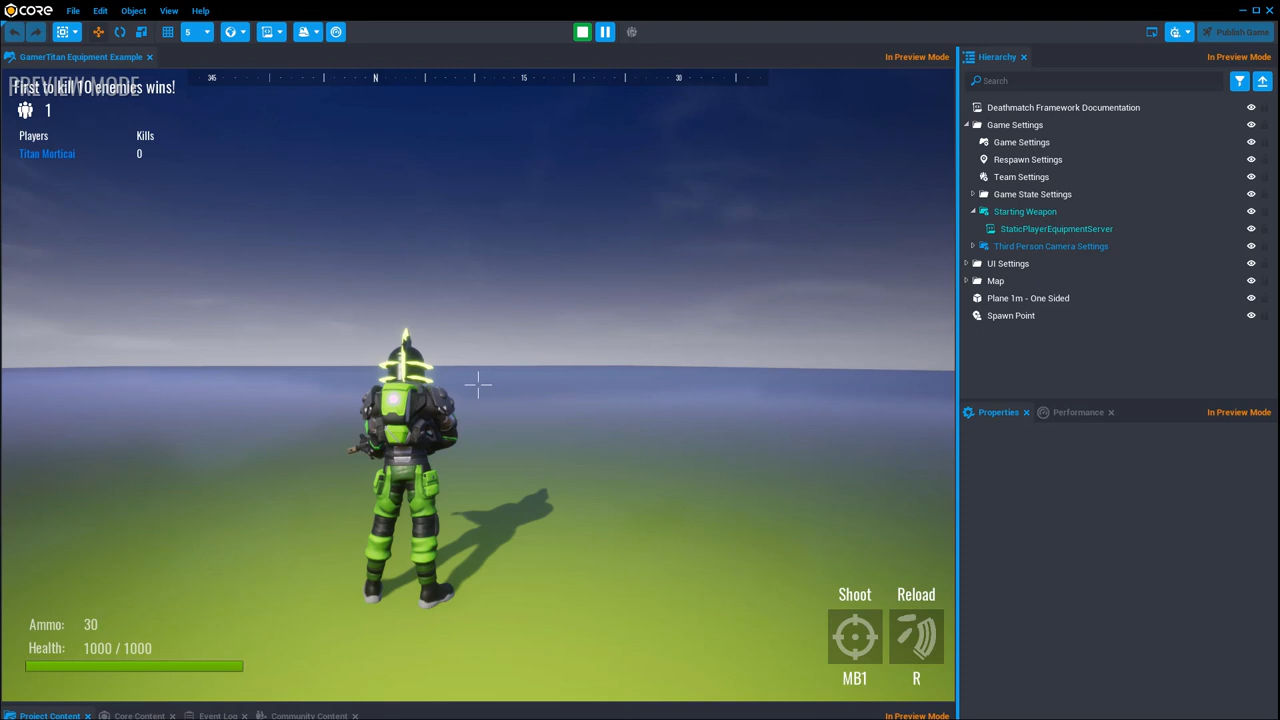 CORE File Edit Object View Help
5 Publish Game
GamerTitan Equipment Example In Preview Mode
PREVIEW MODE
345 N 15 30
First to kill 10 enemies wins!
1
Players Kills
Titan Morticai 0
Ammo: 30
Health: 1000 / 1000
Shoot Reload
MB1 R
Project Content Core Content Event Log Community Content In Preview Mode
Hierarchy In Preview Mode
Search
Deathmatch Framework Documentation
Game Settings
Game Settings
Respawn Settings
Team Settings
Game State Settings
Starting Weapon
StaticPlayerEquipmentServer
Third Person Camera Settings
UI Settings
Map
Plane 1m - One Sided
Spawn Point
Properties Performance In Preview Mode